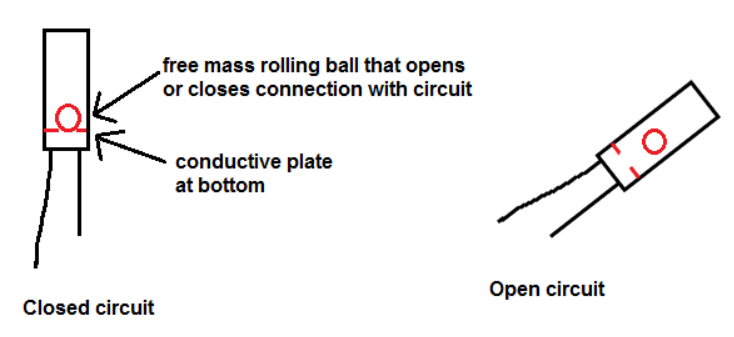 free mass rolling ball that opens
or closes connection with circuit
conductive plate
at bottom
Closed circuit
Open circuit